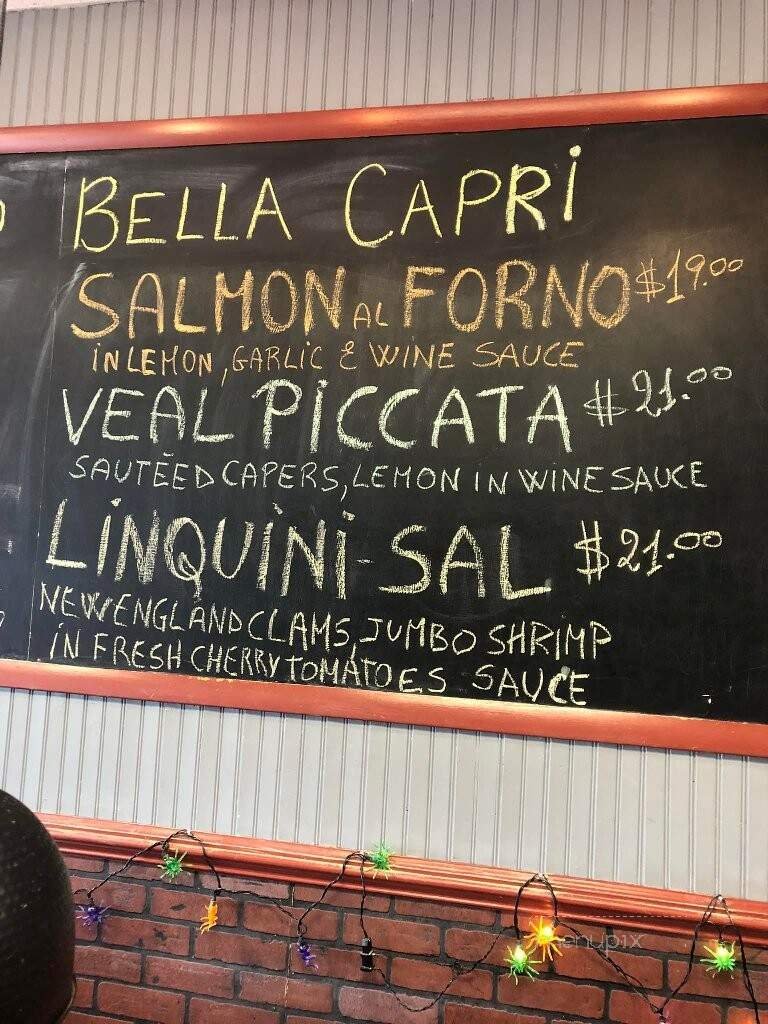 BELLA CAPRI
SALMON AL FORNO $19.00
IN LEMON, GARLIC & WINE SAUCE
VEAL PICCATA $21.00
SAUTÉED CAPERS, LEMON IN WINE SAUCE
LINQUINI-SAL $21.00
NEW ENGLAND CLAMS, JUMBO SHRIMP
IN FRESH CHERRY TOMATOES SAUCE
menupix